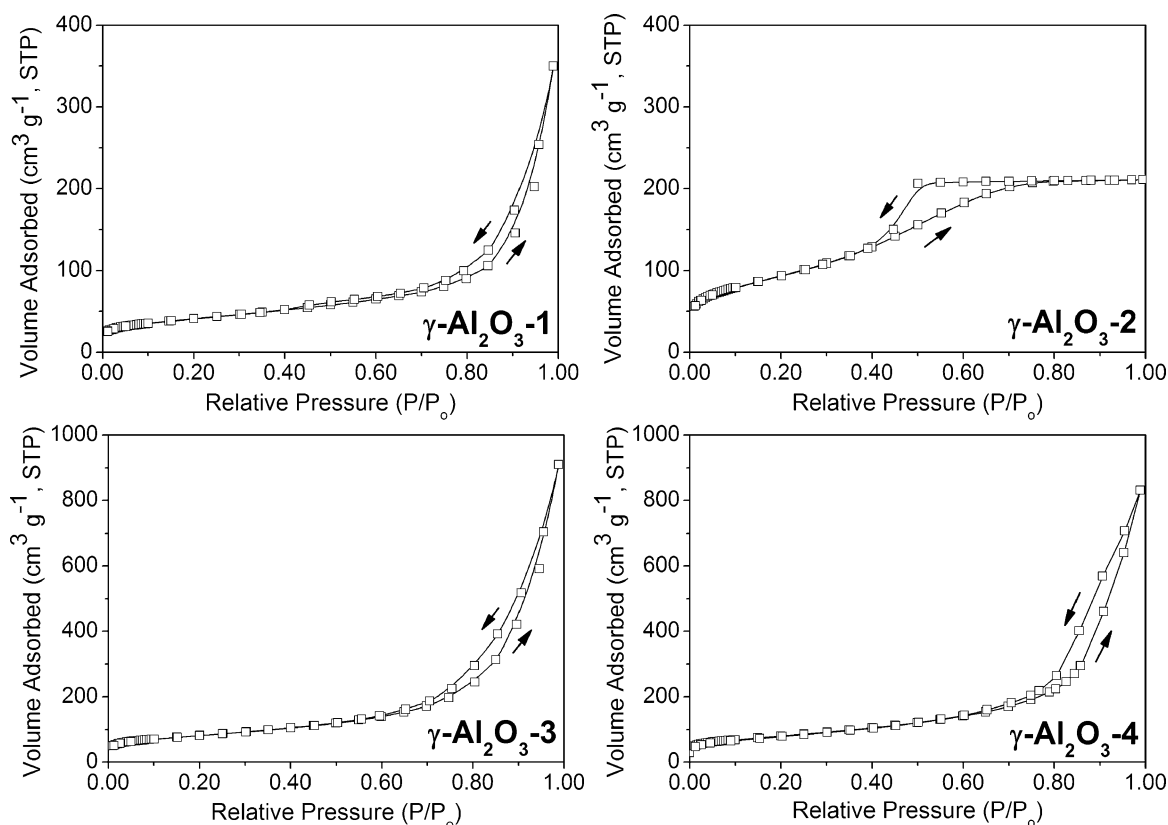 400
300
200
100
0
Volume Adsorbed (cm³ g⁻¹, STP)
γ-Al₂O₃-1
0.00 0.20 0.40 0.60 0.80 1.00
Relative Pressure (P/Pₒ)
400
300
200
100
0
Volume Adsorbed (cm³ g⁻¹, STP)
γ-Al₂O₃-2
0.00 0.20 0.40 0.60 0.80 1.00
Relative Pressure (P/Pₒ)
1000
800
600
400
200
0
Volume Adsorbed (cm³ g⁻¹, STP)
γ-Al₂O₃-3
0.00 0.20 0.40 0.60 0.80 1.00
Relative Pressure (P/Pₒ)
1000
800
600
400
200
0
Volume Adsorbed (cm³ g⁻¹, STP)
γ-Al₂O₃-4
0.00 0.20 0.40 0.60 0.80 1.00
Relative Pressure (P/Pₒ)